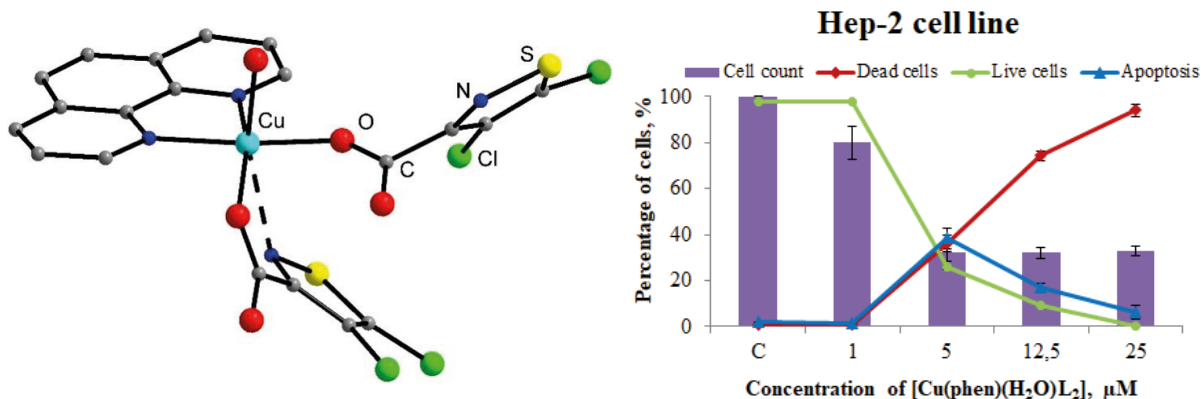 Cu
N
S
O
C
Cl
Hep-2 cell line
Cell count Dead cells Live cells Apoptosis
Percentage of cells, %
100
80
60
40
20
0
C 1 5 12,5 25
Concentration of [Cu(phen)(H₂O)L₂], µM